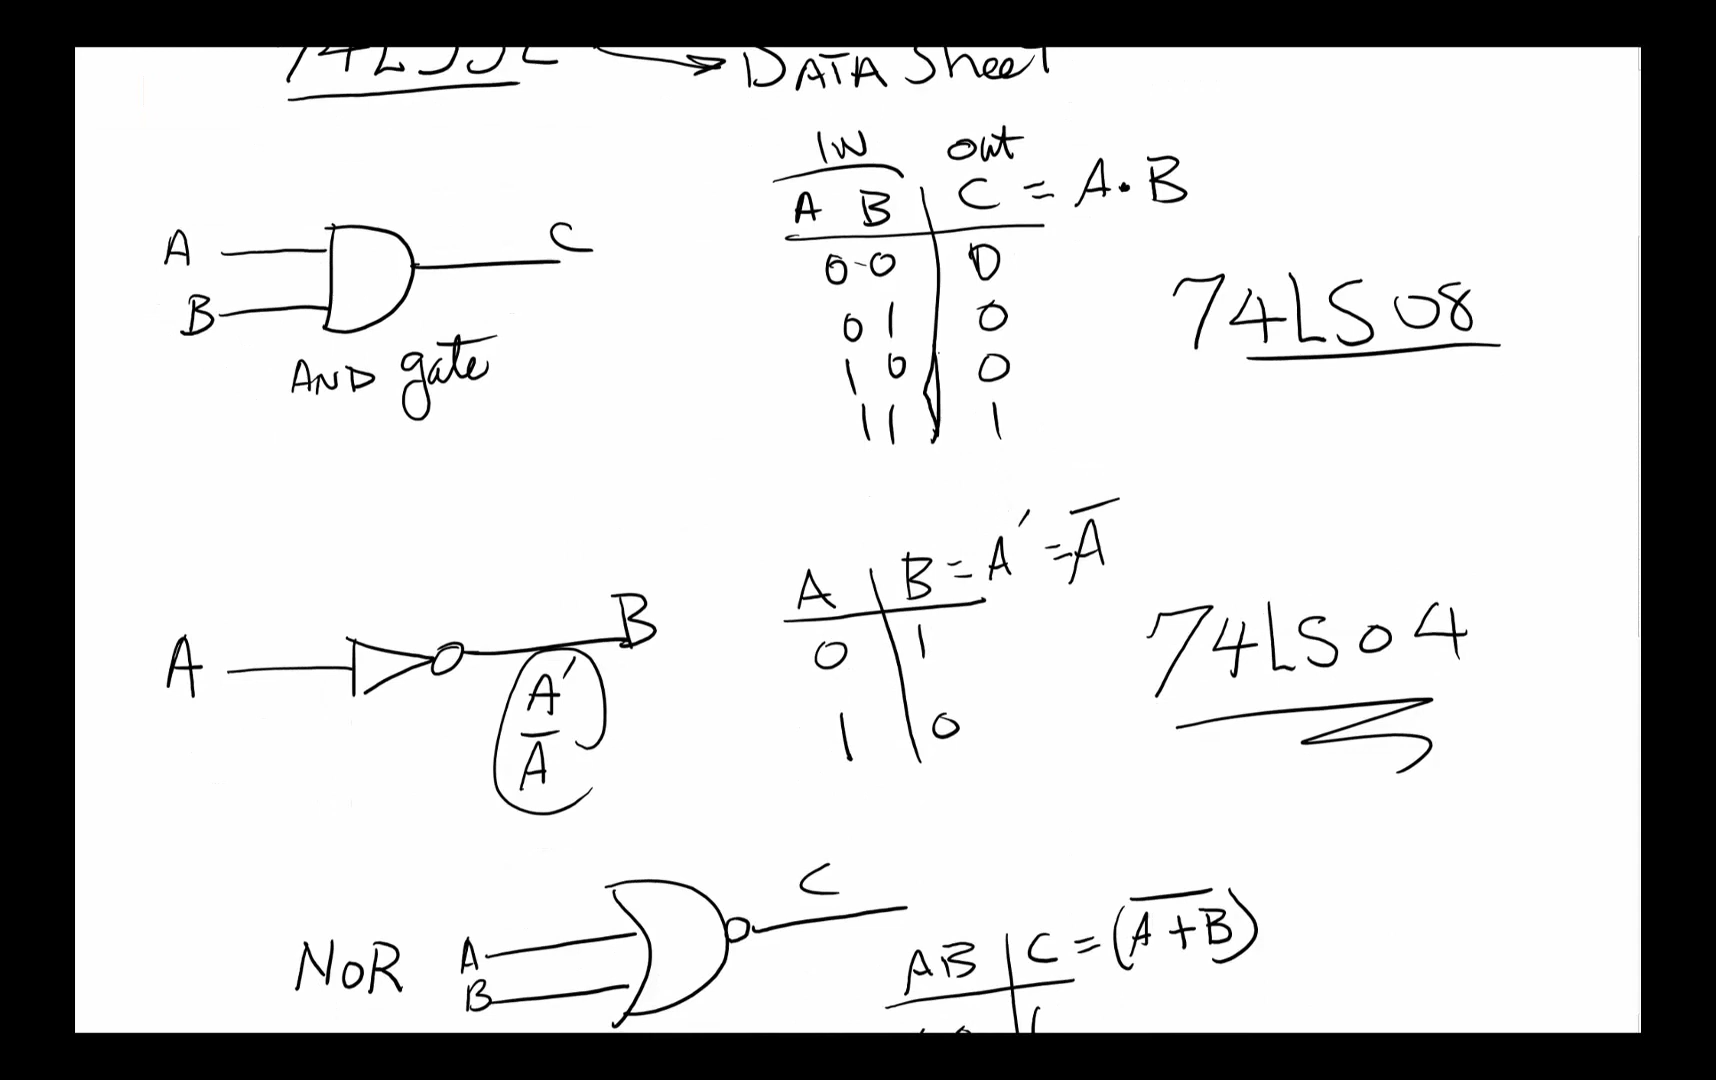 DATA Sheet
IN out
A B C = A·B
0 0 0
0 1 0
1 0 0
1 1 1
A
B
C
AND gate
74LS08
A B = A' = A̅
0 1
1 0
A
B
A'
A̅
74LS04
NOR
A
B
C
AB C = (A̅+̅B̅)